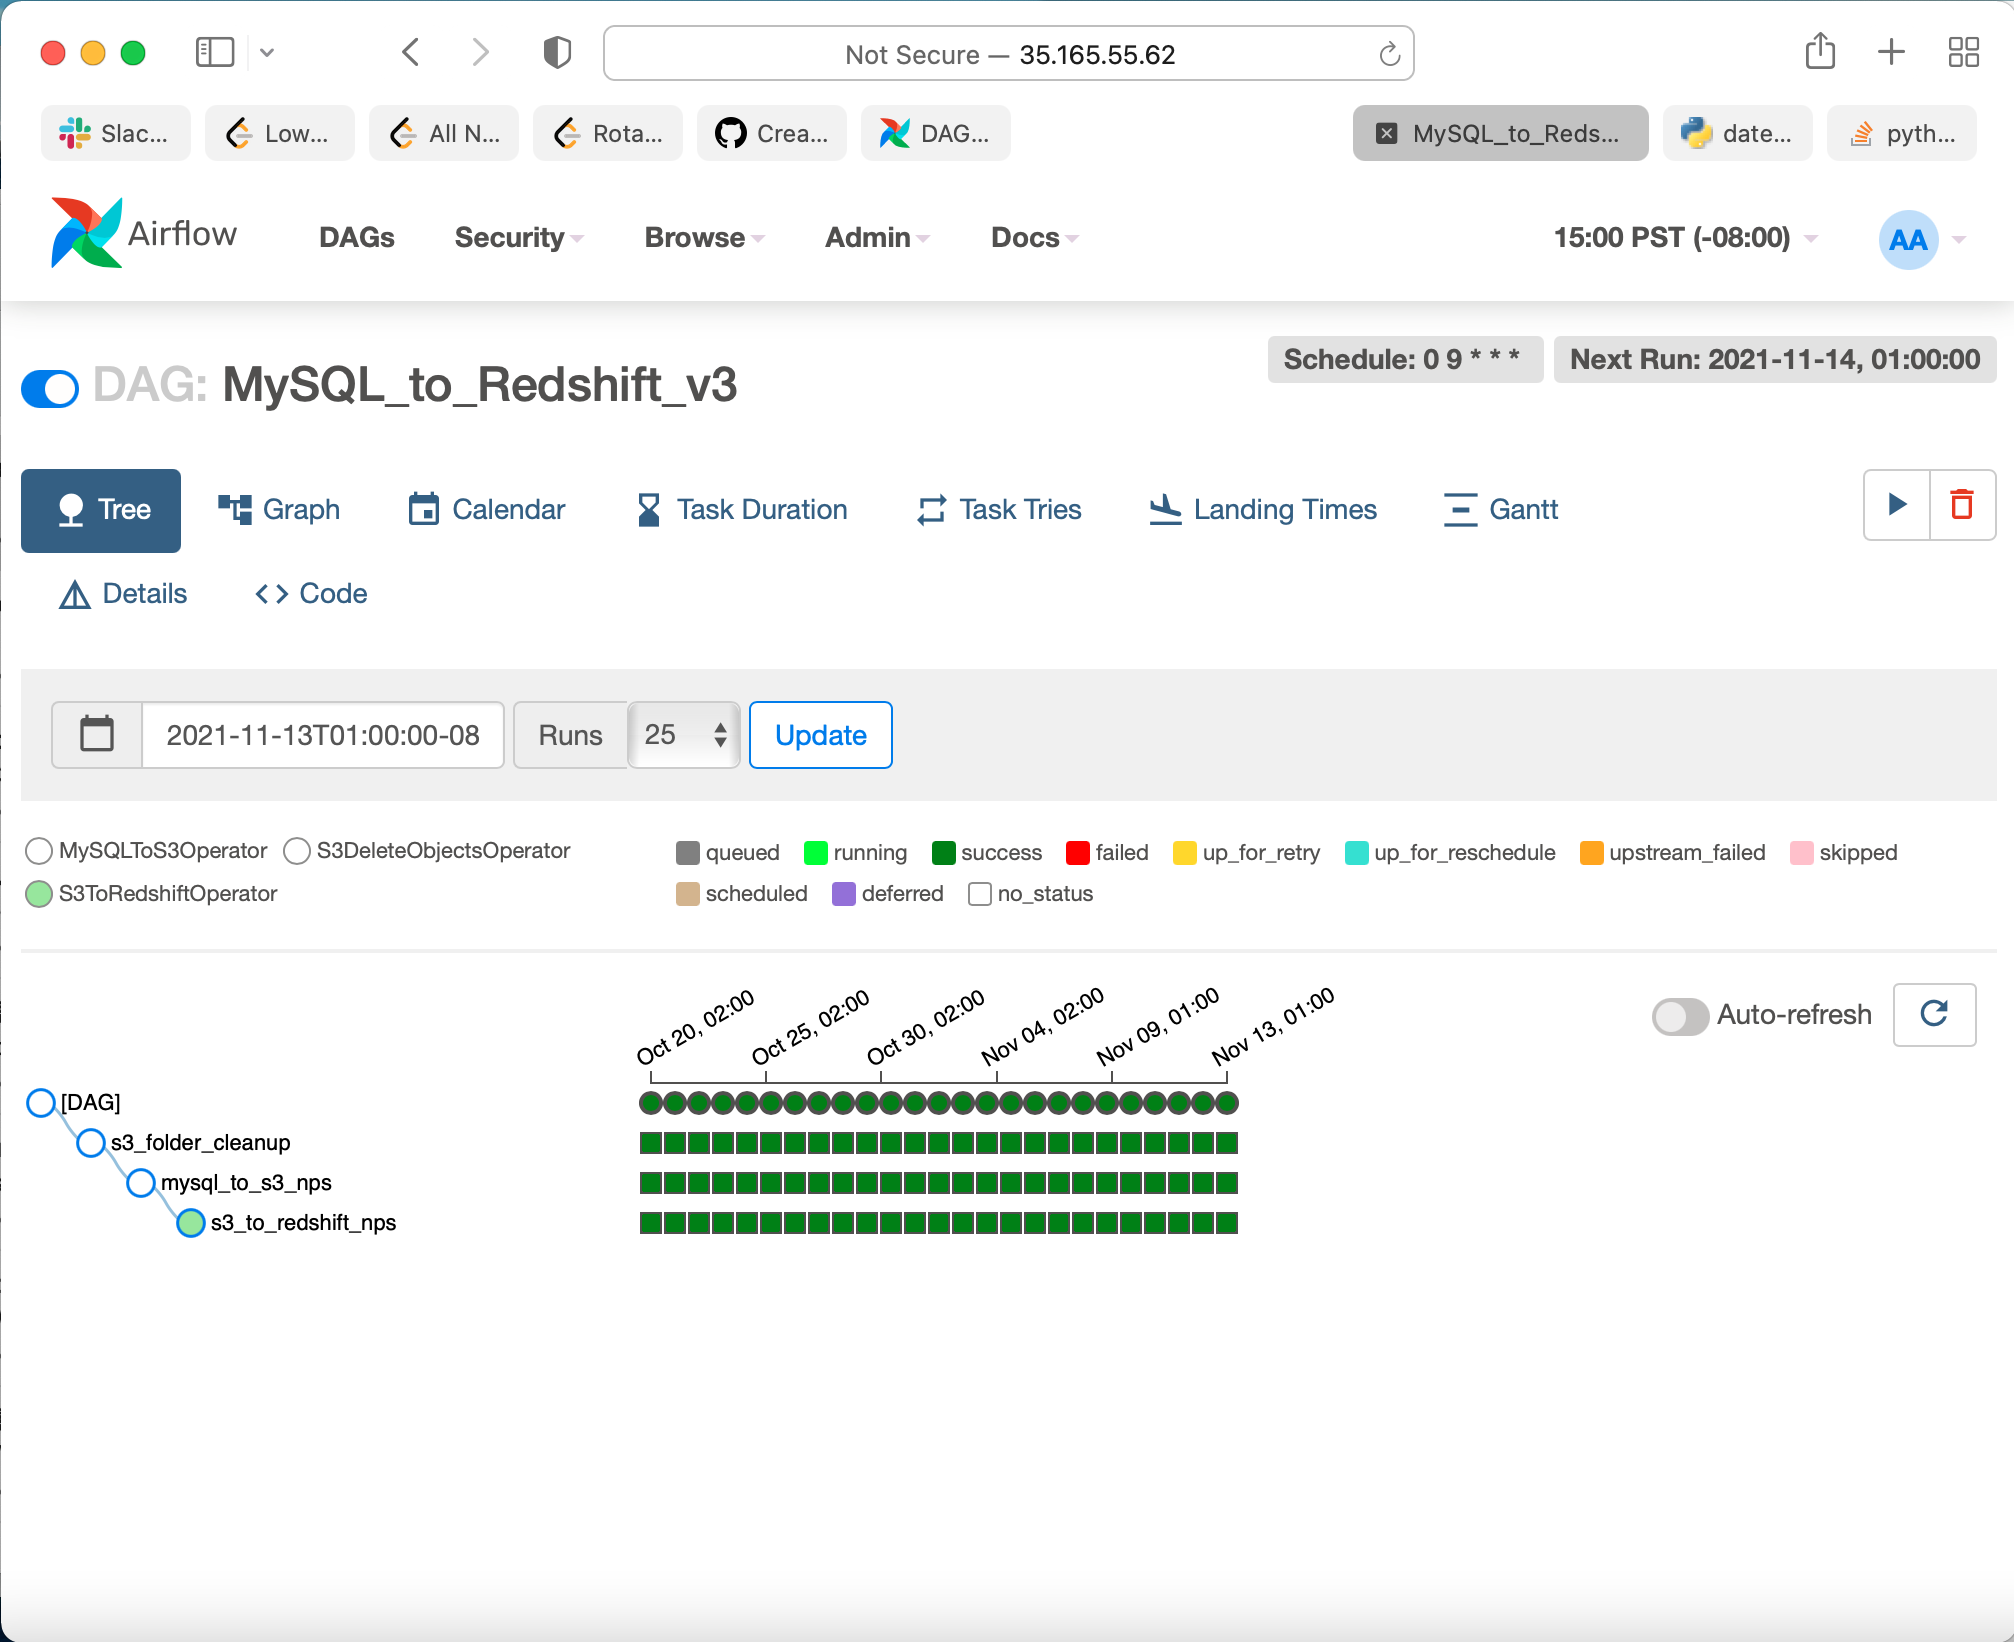 Not Secure — 35.165.55.62
Slac... Low... All N... Rota... Crea... DAG... MySQL_to_Reds... date... pyth...
Airflow DAGs Security Browse Admin Docs 15:00 PST (-08:00) AA
Schedule: 0 9 * * * Next Run: 2021-11-14, 01:00:00
DAG: MySQL_to_Redshift_v3
Tree Graph Calendar Task Duration Task Tries Landing Times Gantt
Details Code
2021-11-13T01:00:00-08 Runs 25 Update
MySQLToS3Operator S3DeleteObjectsOperator queued running success failed up_for_retry up_for_reschedule upstream_failed skipped
S3ToRedshiftOperator scheduled deferred no_status
Oct 20, 02:00 Oct 25, 02:00 Oct 30, 02:00 Nov 04, 02:00 Nov 09, 01:00 Nov 13, 01:00
Auto-refresh
[DAG]
s3_folder_cleanup
mysql_to_s3_nps
s3_to_redshift_nps